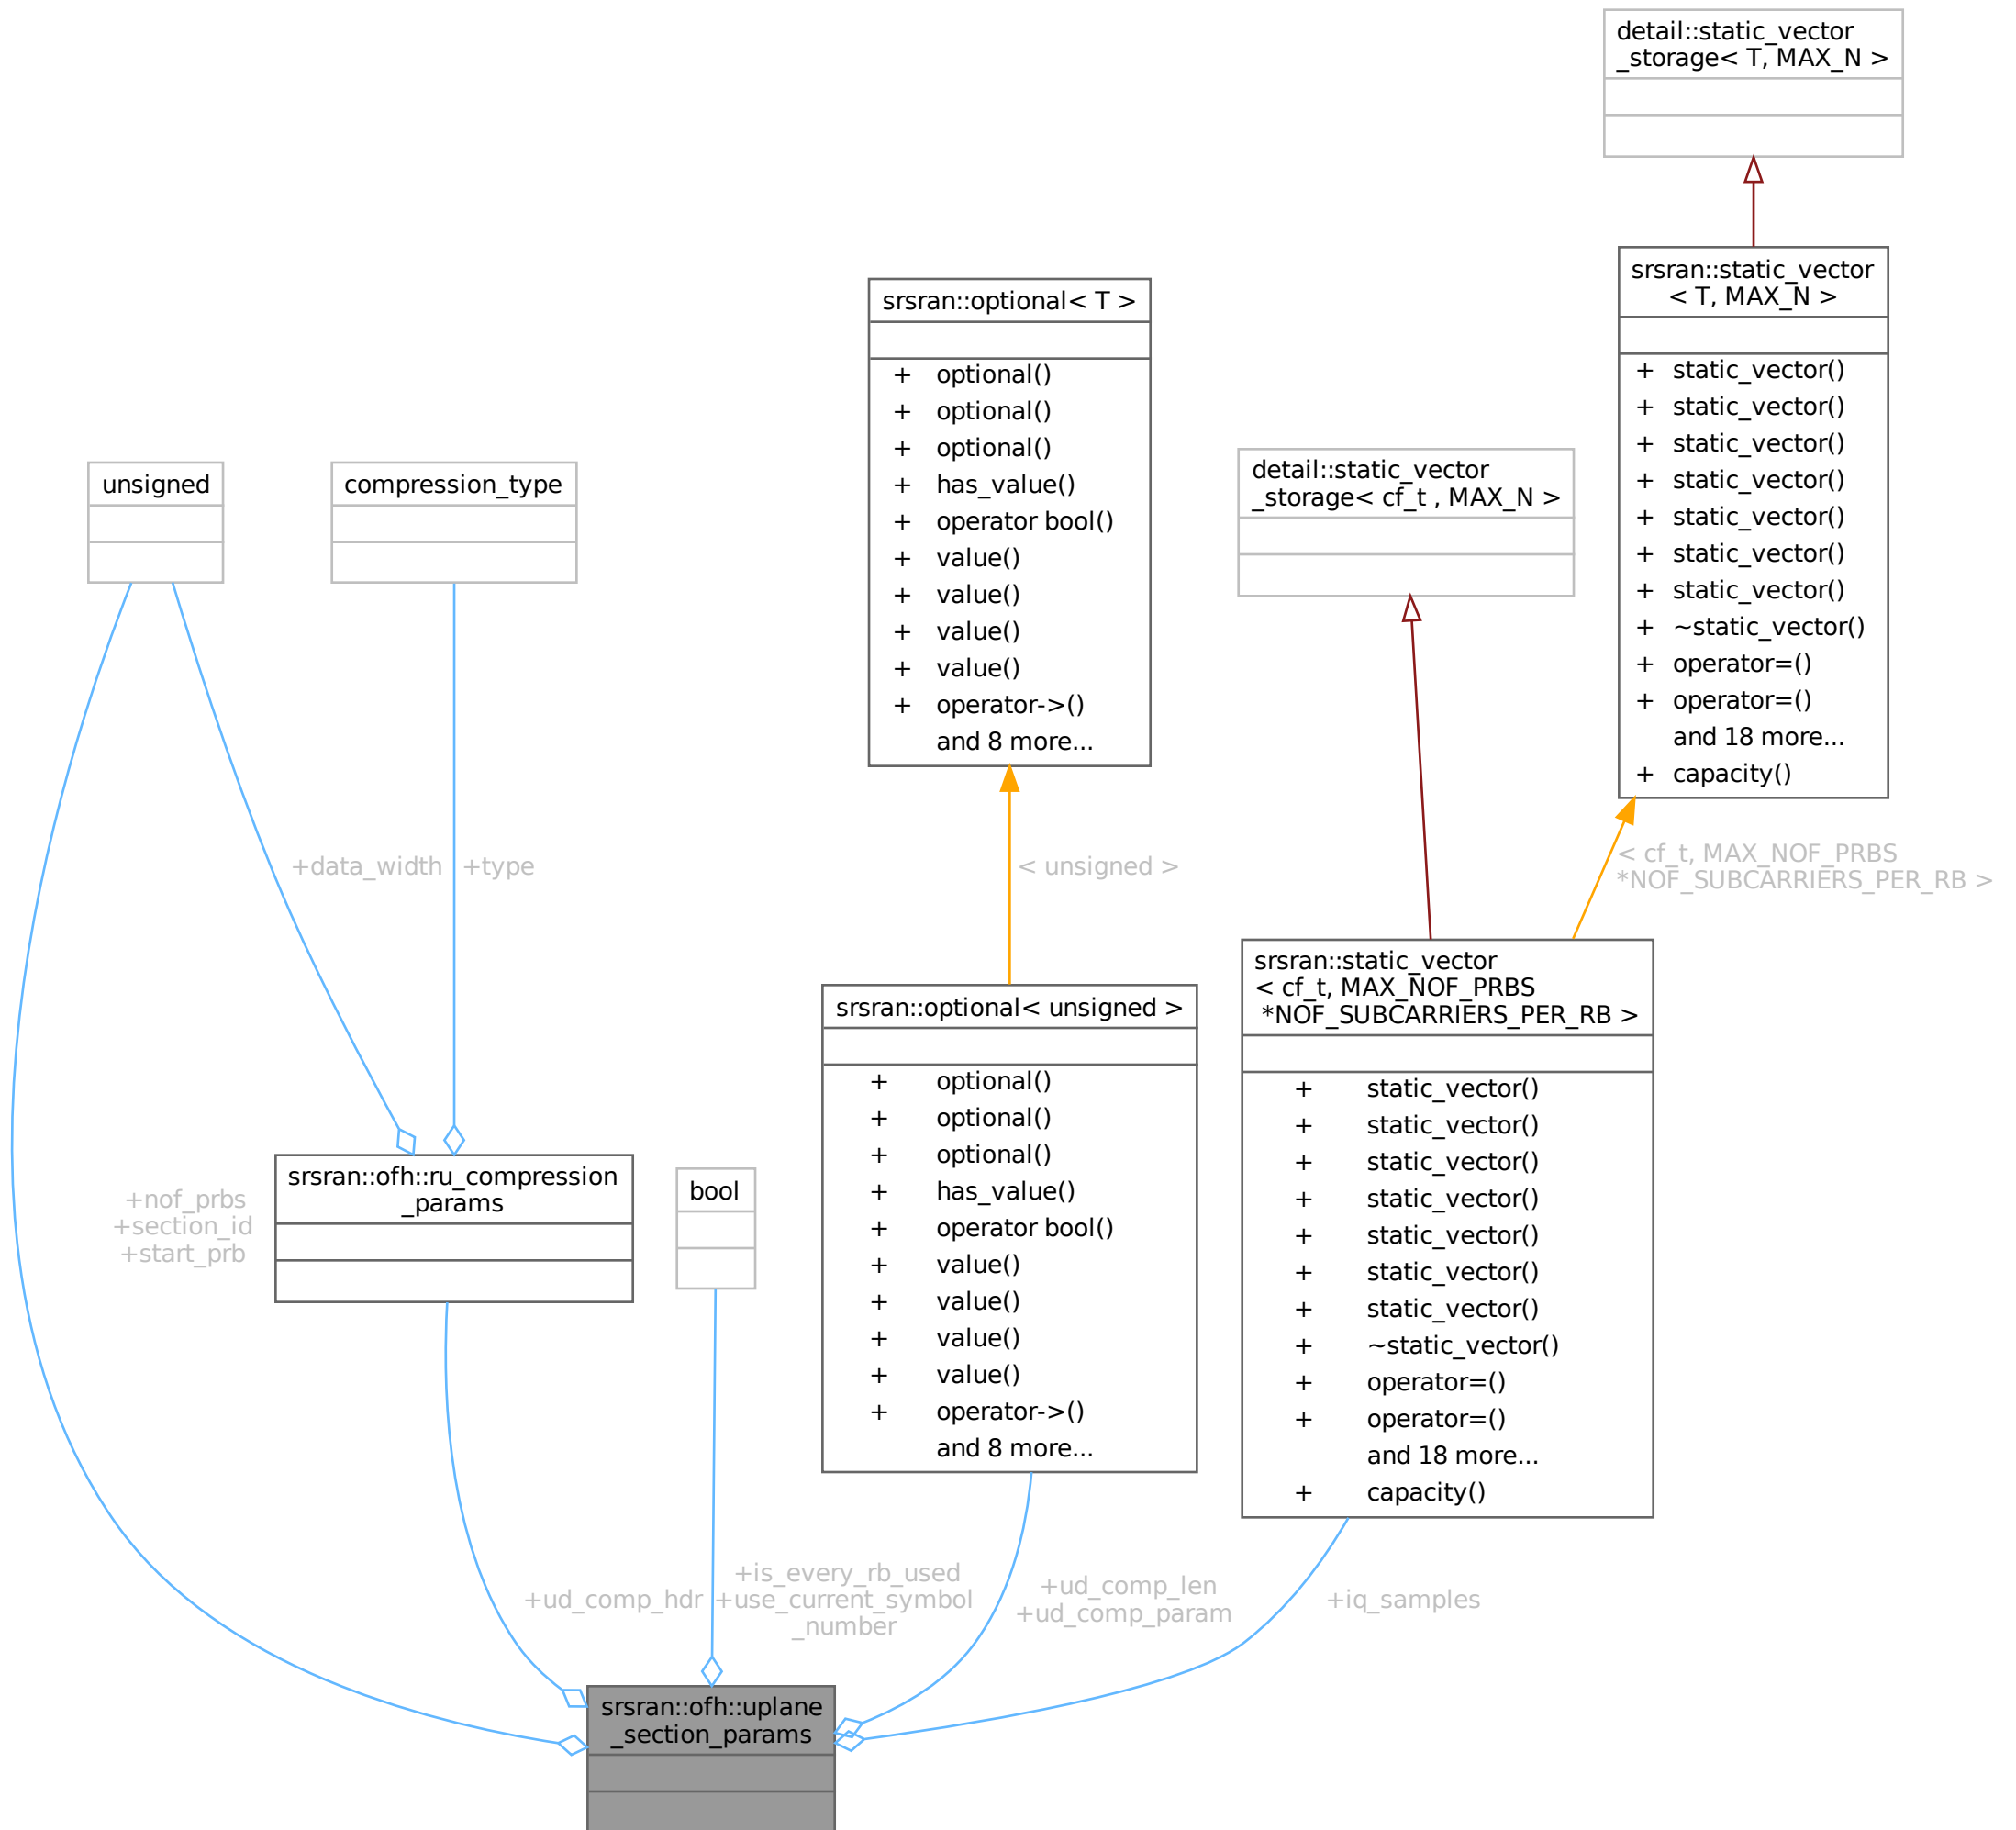 detail::static_vector
_storage< T, MAX_N >
srsran::static_vector
< T, MAX_N >
+ static_vector()
+ static_vector()
+ static_vector()
+ static_vector()
+ static_vector()
+ static_vector()
+ static_vector()
+ ~static_vector()
+ operator=()
+ operator=()
and 18 more...
+ capacity()
srsran::optional< T >
+ optional()
+ optional()
+ optional()
+ has_value()
+ operator bool()
+ value()
+ value()
+ value()
+ value()
+ operator->()
and 8 more...
detail::static_vector
_storage< cf_t , MAX_N >
unsigned
compression_type
+data_width
+type
< unsigned >
< cf_t, MAX_NOF_PRBS
*NOF_SUBCARRIERS_PER_RB >
srsran::static_vector
< cf_t, MAX_NOF_PRBS
*NOF_SUBCARRIERS_PER_RB >
+ static_vector()
+ static_vector()
+ static_vector()
+ static_vector()
+ static_vector()
+ static_vector()
+ static_vector()
+ ~static_vector()
+ operator=()
+ operator=()
and 18 more...
+ capacity()
srsran::optional< unsigned >
+ optional()
+ optional()
+ optional()
+ has_value()
+ operator bool()
+ value()
+ value()
+ value()
+ value()
+ operator->()
and 8 more...
srsran::ofh::ru_compression
_params
bool
+nof_prbs
+section_id
+start_prb
+ud_comp_hdr
+is_every_rb_used
+use_current_symbol
_number
+ud_comp_len
+ud_comp_param
+iq_samples
srsran::ofh::uplane
_section_params